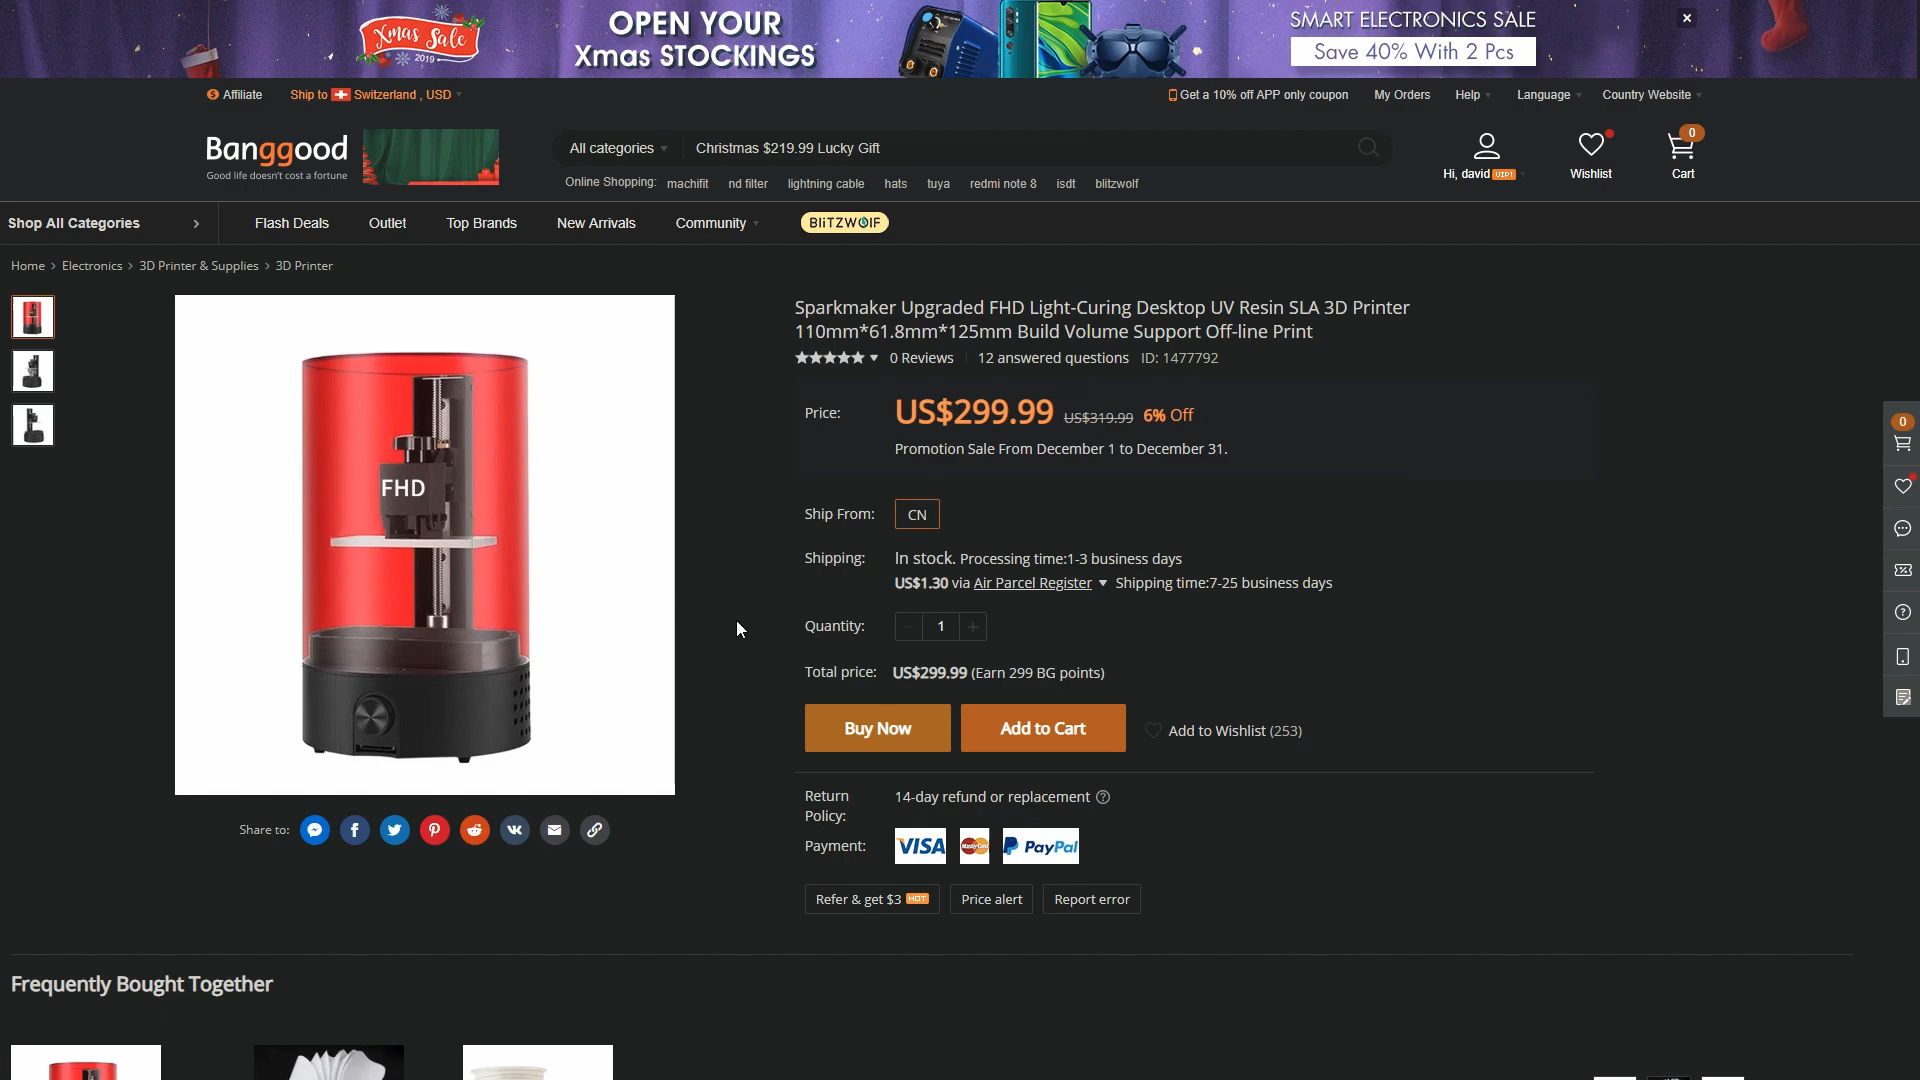 Xmas Sale
2019
OPEN YOUR
Xmas STOCKINGS
SMART ELECTRONICS SALE
Save 40% With 2 Pcs
Affiliate
Ship to Switzerland , USD
Get a 10% off APP only coupon
My Orders
Help
Language
Country Website
Banggood
Good life doesn't cost a fortune
All categories
Christmas $219.99 Lucky Gift
Hi, david VIP1
Wishlist
0
Cart
Online Shopping: machifit nd filter lightning cable hats tuya redmi note 8 isdt blitzwolf
Shop All Categories
Flash Deals
Outlet
Top Brands
New Arrivals
Community
BLITZWOLF
Home > Electronics > 3D Printer & Supplies > 3D Printer
FHD
Sparkmaker Upgraded FHD Light-Curing Desktop UV Resin SLA 3D Printer
110mm*61.8mm*125mm Build Volume Support Off-line Print
0 Reviews 12 answered questions ID: 1477792
Price: US$299.99 US$319.99 6% Off
Promotion Sale From December 1 to December 31.
0
Ship From: CN
Shipping: In stock. Processing time:1-3 business days
US$1.30 via Air Parcel Register Shipping time:7-25 business days
Quantity: 1
Total price: US$299.99 (Earn 299 BG points)
Buy Now
Add to Cart
Add to Wishlist (253)
Return
Policy:
14-day refund or replacement
Payment: VISA MasterCard PayPal
Share to:
Refer & get $3 HOT
Price alert
Report error
Frequently Bought Together